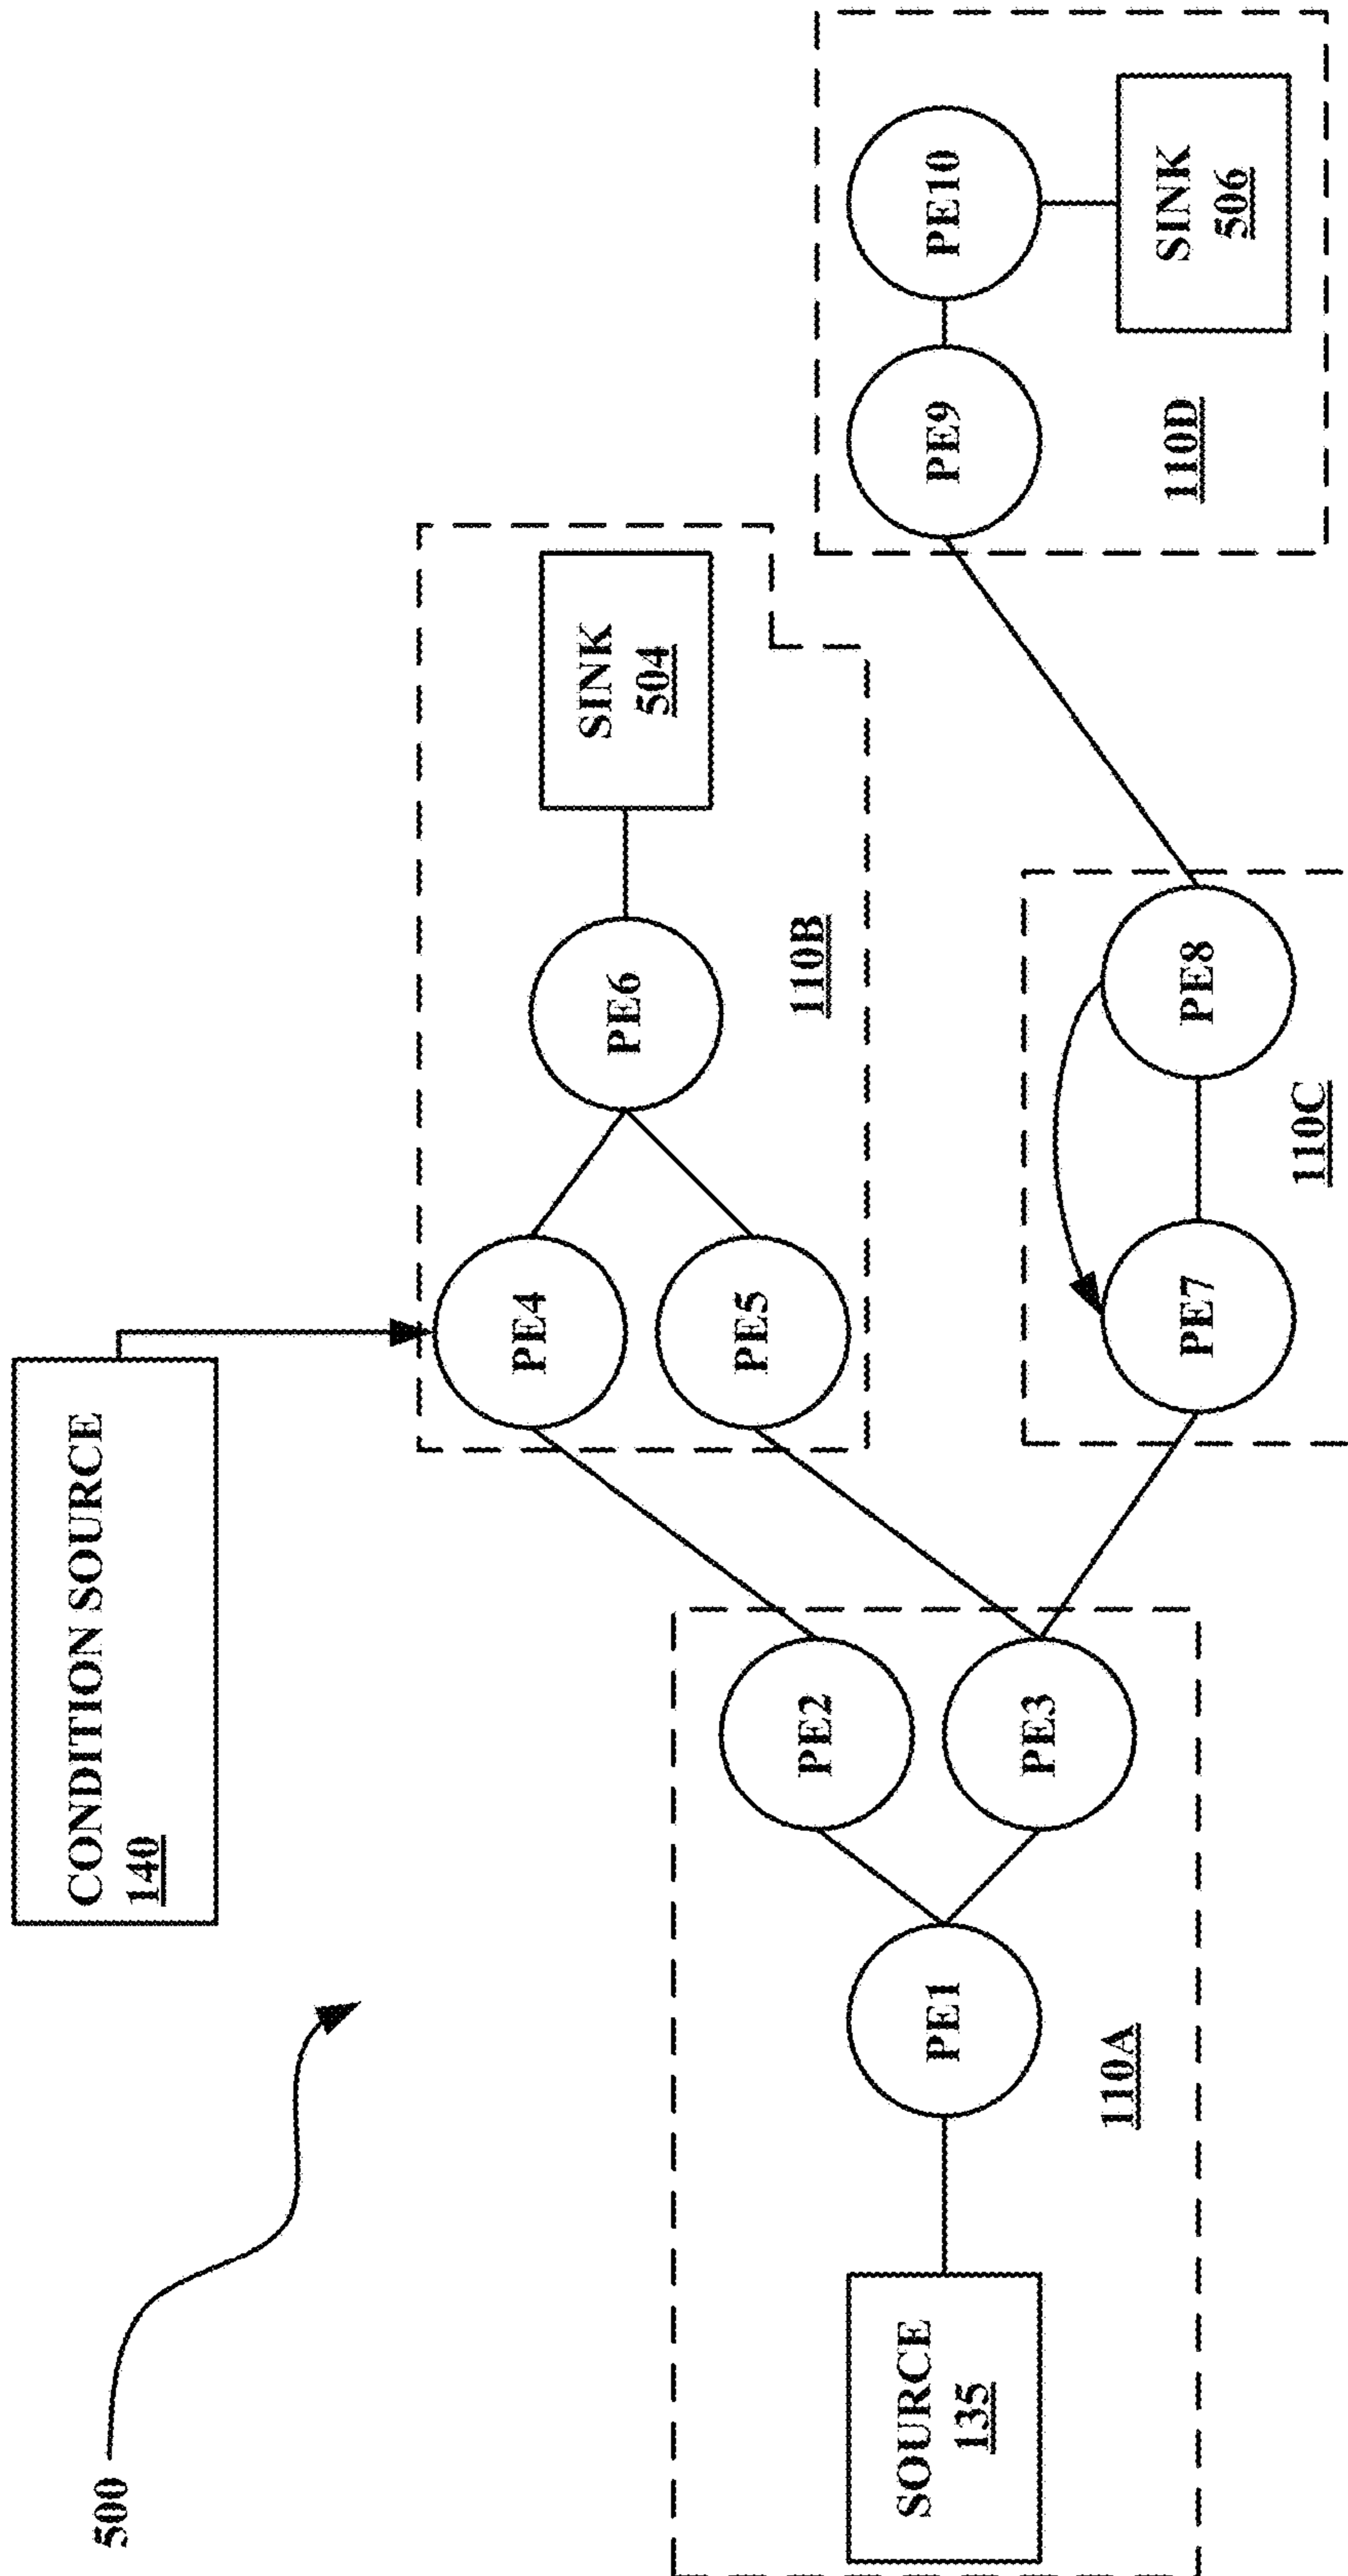 500
CONDITION SOURCE
140
SOURCE
135
PE1
PE2
PE3
110A
PE4
PE5
PE6
SINK
504
110B
PE7
PE8
110C
PE9
PE10
SINK
506
110D